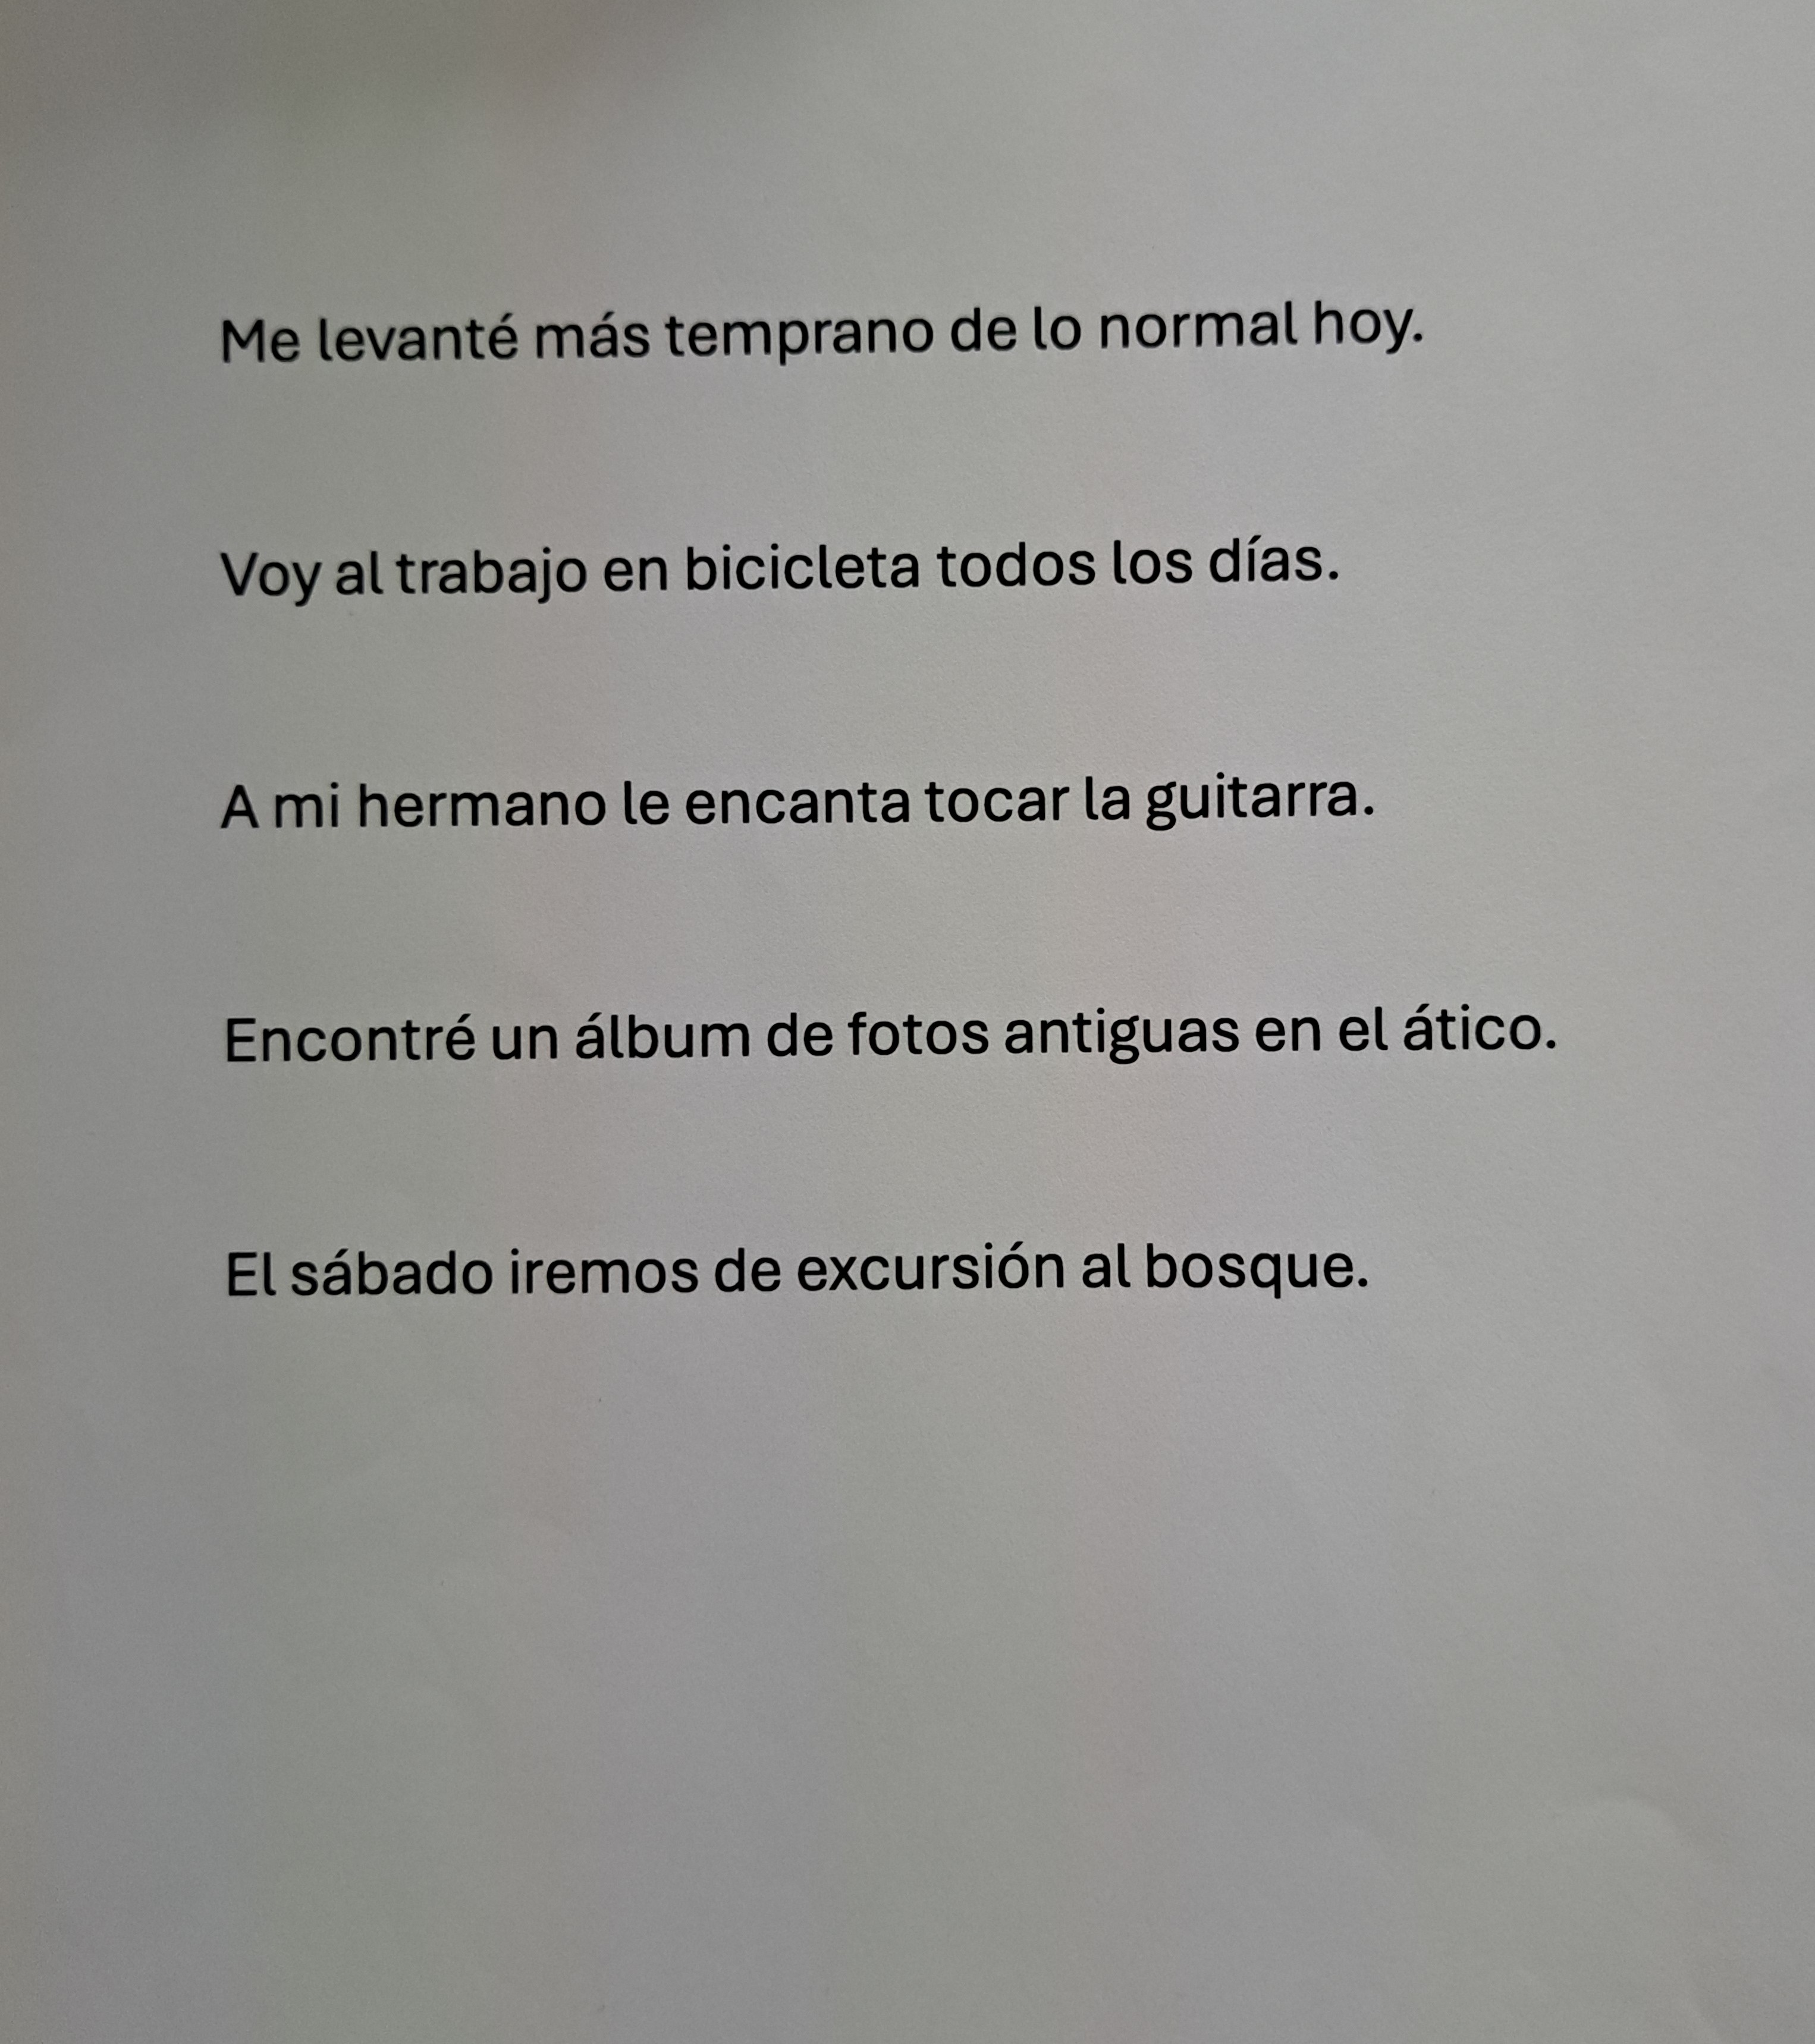 Me levanté más temprano de lo normal hoy.
Voy al trabajo en bicicleta todos los días.
A mi hermano le encanta tocar la guitarra.
Encontré un álbum de fotos antiguas en el ático.
El sábado iremos de excursión al bosque.